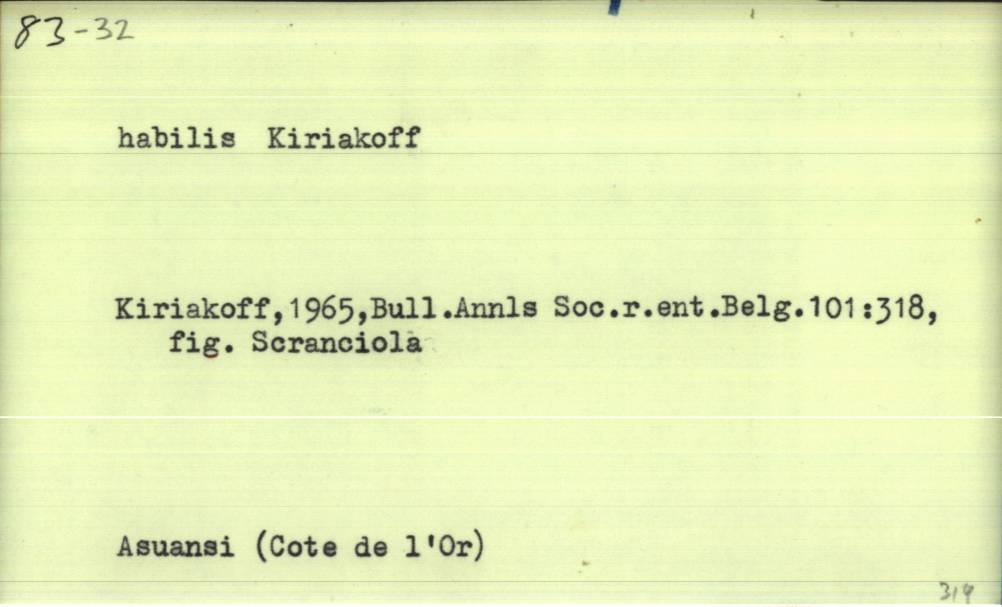 83-32
habilis Kiriakoff
Kiriakoff,1965,Bull.Annls Soc.r.ent.Belg.101:318,
fig. Scranciola
Asuansi (Cote de l'Or)
319